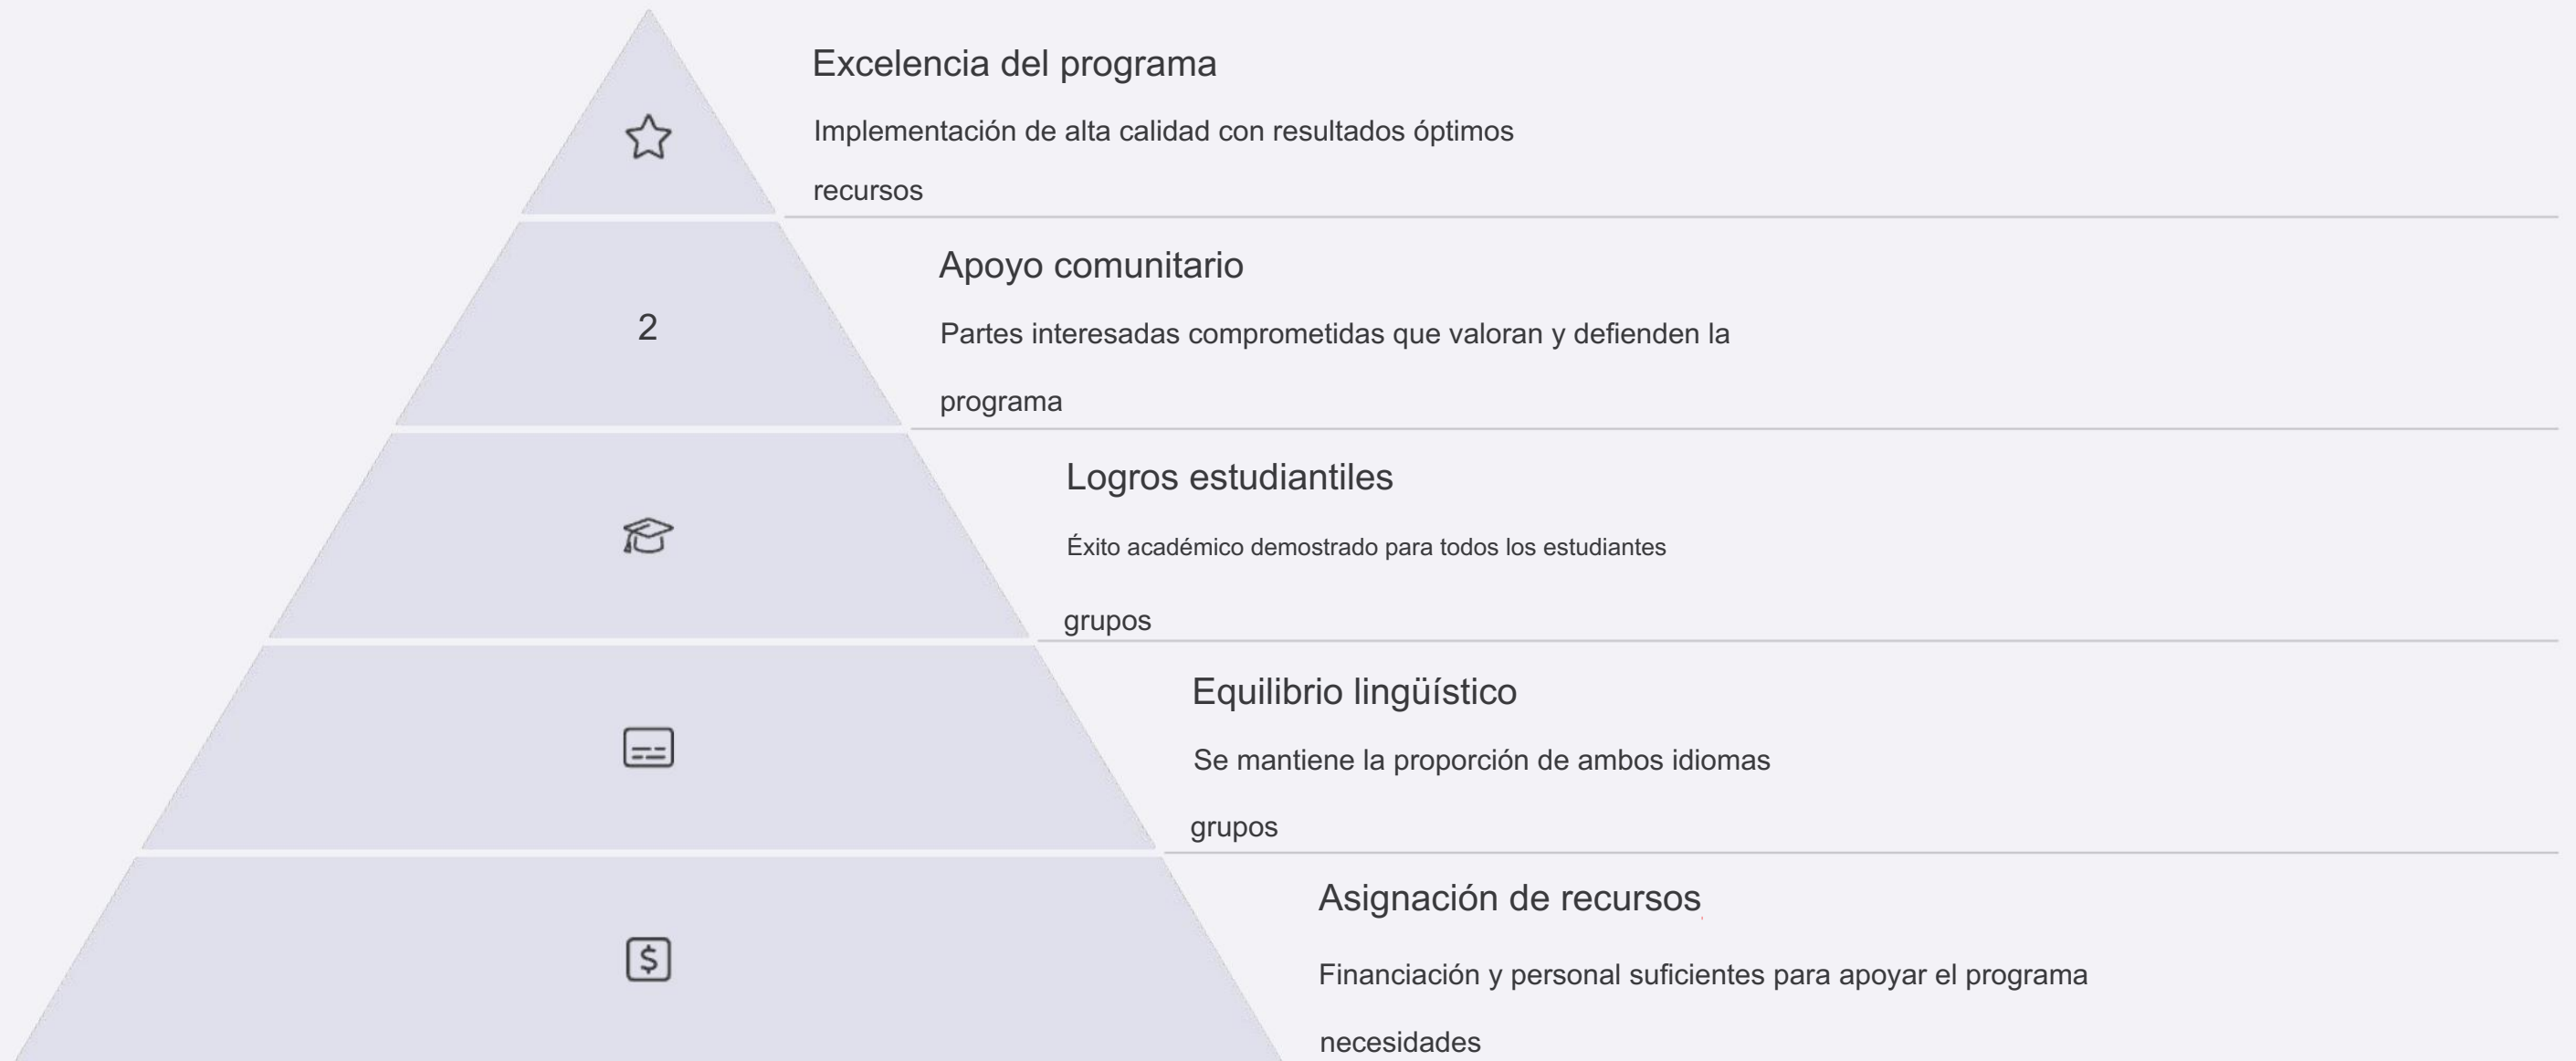 Excelencia del programa
Implementación de alta calidad con resultados óptimos
recursos
2
Apoyo comunitario
Partes interesadas comprometidas que valoran y defienden la
programa
Logros estudiantiles
Éxito académico demostrado para todos los estudiantes
grupos
Equilibrio lingüístico
Se mantiene la proporción de ambos idiomas
grupos
$
Asignación de recursos
Financiación y personal suficientes para apoyar el programa
necesidades